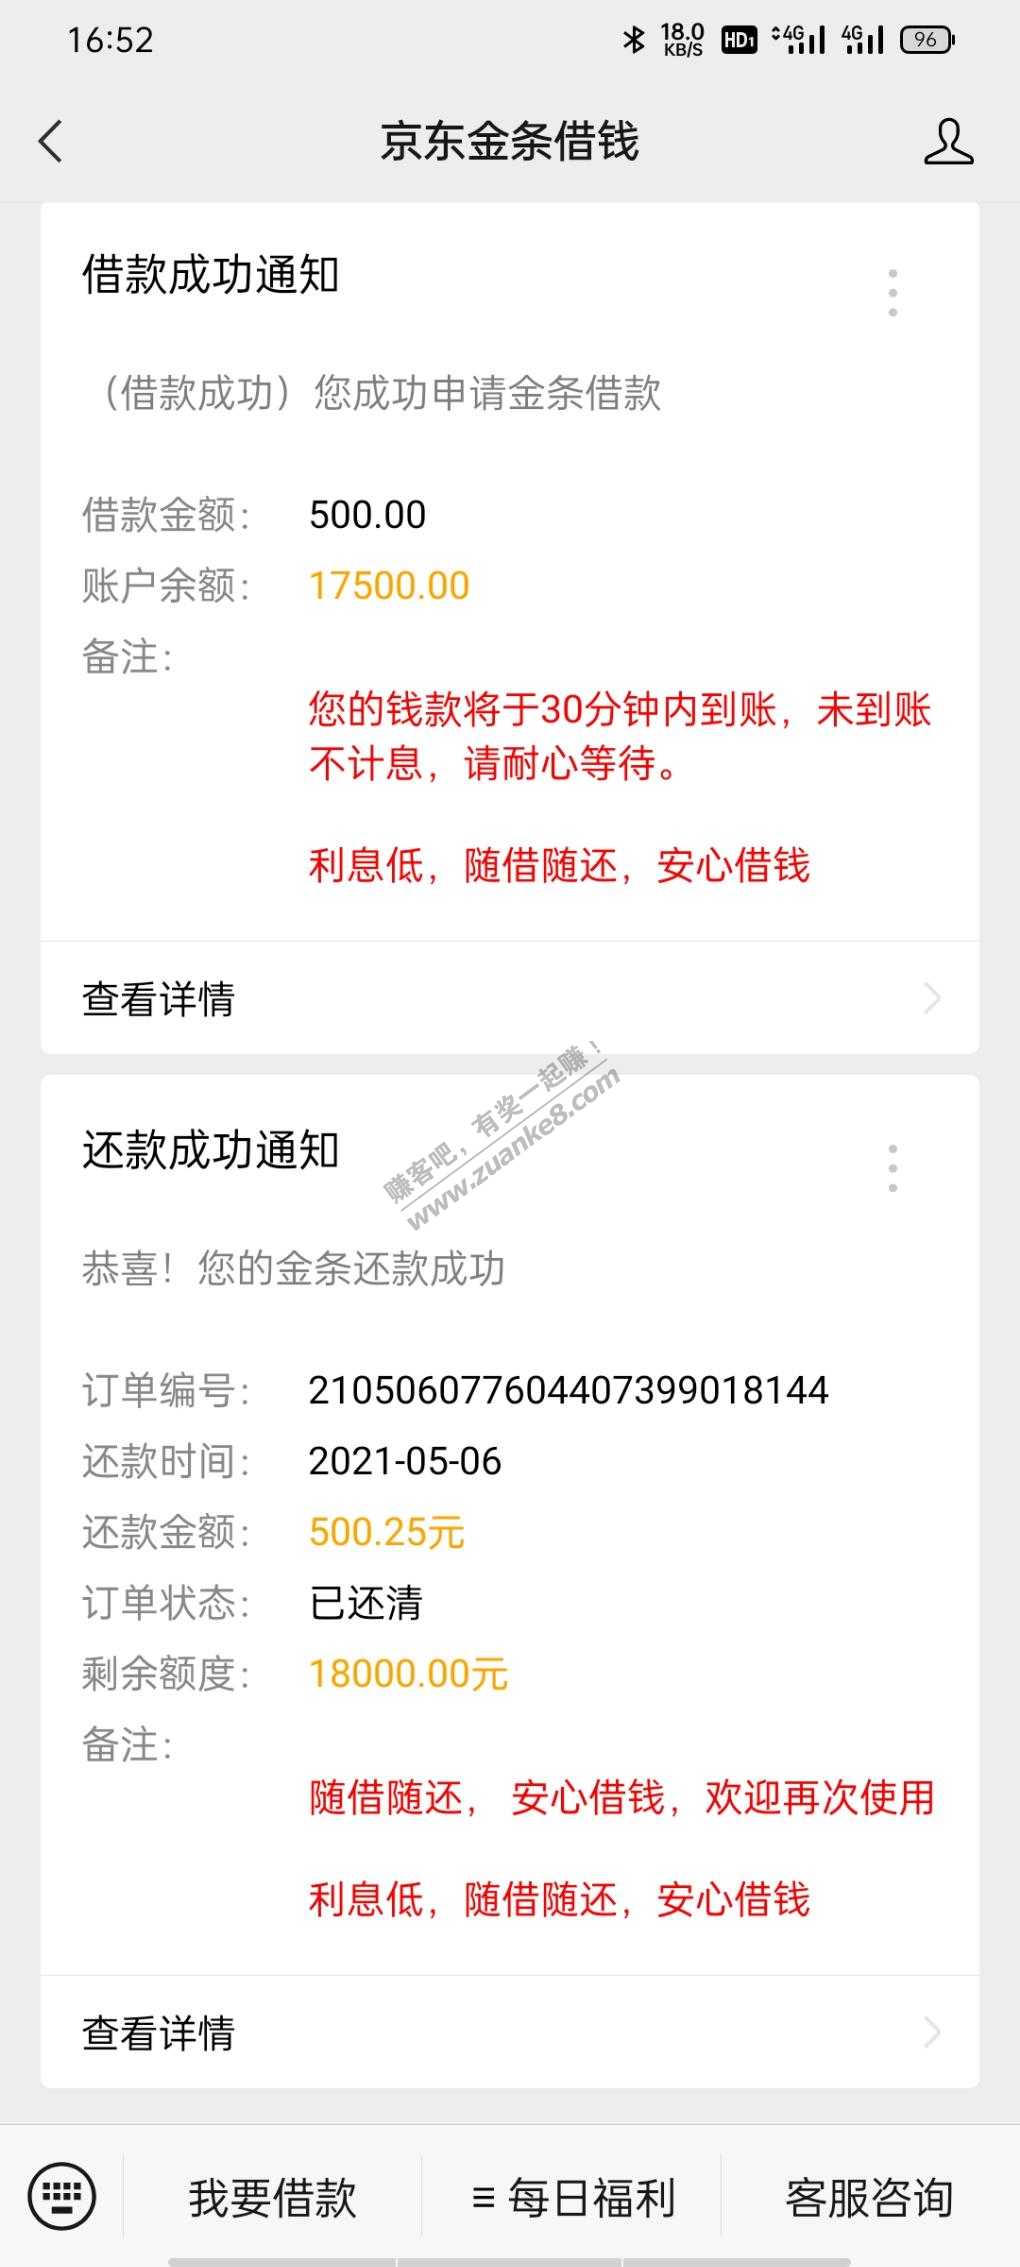 16:52
18.0 KB/S HD1 4G 4G 96
京东金条借钱
借款成功通知
（借款成功）您成功申请金条借款
借款金额： 500.00
账户余额： 17500.00
备注：
您的钱款将于30分钟内到账，未到账
不计息，请耐心等待。
利息低，随借随还，安心借钱
查看详情
赚客吧，有奖一起赚！
www.zuanke8.com
还款成功通知
恭喜！您的金条还款成功
订单编号： 210506077604407399018144
还款时间： 2021-05-06
还款金额： 500.25元
订单状态： 已还清
剩余额度： 18000.00元
备注：
随借随还， 安心借钱，欢迎再次使用
利息低，随借随还，安心借钱
查看详情
我要借款 每日福利 客服咨询